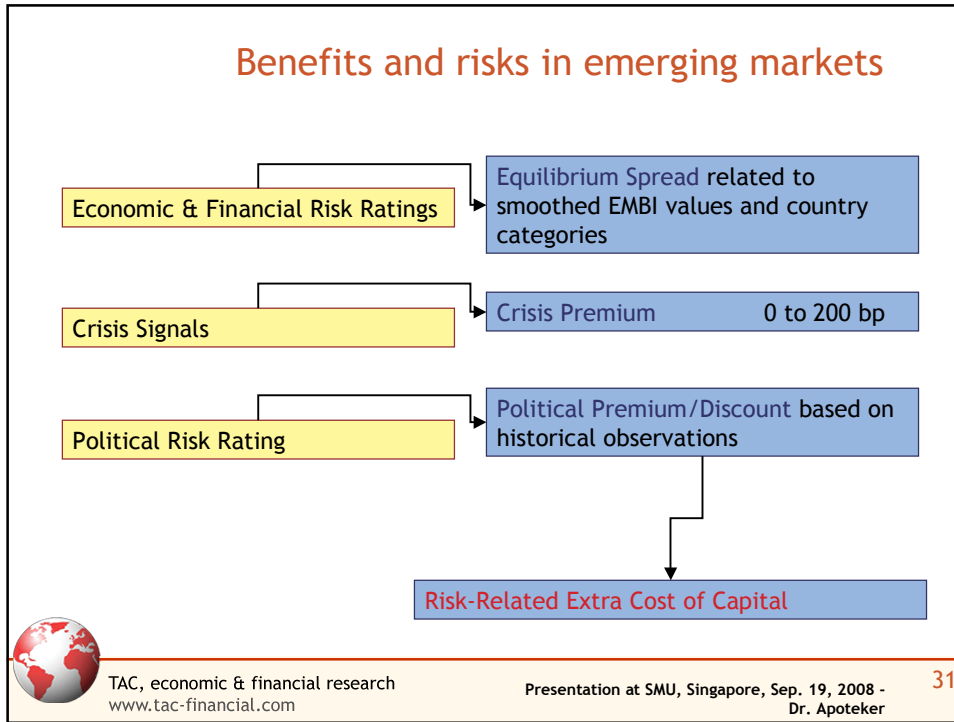 Benefits and risks in emerging markets
Economic & Financial Risk Ratings
Equilibrium Spread related to
smoothed EMBI values and country
categories
Crisis Signals
Crisis Premium 0 to 200 bp
Political Risk Rating
Political Premium/Discount based on
historical observations
Risk-Related Extra Cost of Capital
TAC, economic & financial research
www.tac-financial.com
Presentation at SMU, Singapore, Sep. 19, 2008 -
Dr. Apoteker
31